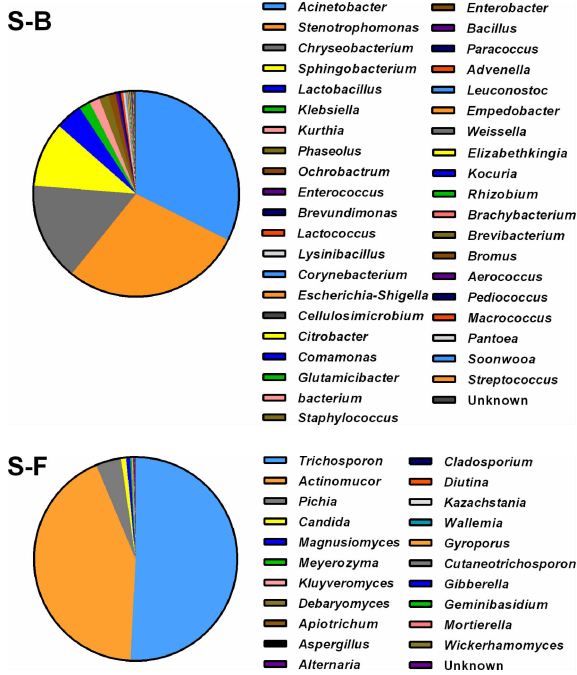 S-B
Acinetobacter
Stenotrophomonas
Chryseobacterium
Sphingobacterium
Lactobacillus
Klebsiella
Kurthia
Phaseolus
Ochrobactrum
Enterococcus
Brevundimonas
Lactococcus
Lysinibacillus
Corynebacterium
Escherichia-Shigella
Cellulosimicrobium
Citrobacter
Comamonas
Glutamicibacter
bacterium
Staphylococcus
Enterobacter
Bacillus
Paracoccus
Advenella
Leuconostoc
Empedobacter
Weissella
Elizabethkingia
Kocuria
Rhizobium
Brachybacterium
Brevibacterium
Bromus
Aerococcus
Pediococcus
Macrococcus
Pantoea
Soonwooa
Streptococcus
Unknown
S-F
Trichosporon
Actinomucor
Pichia
Candida
Magnusiomyces
Meyerozyma
Kluyveromyces
Debaryomyces
Apiotrichum
Aspergillus
Alternaria
Cladosporium
Diutina
Kazachstania
Wallemia
Gyroporus
Cutaneotrichosporon
Gibberella
Geminibasidium
Mortierella
Wickerhamomyces
Unknown